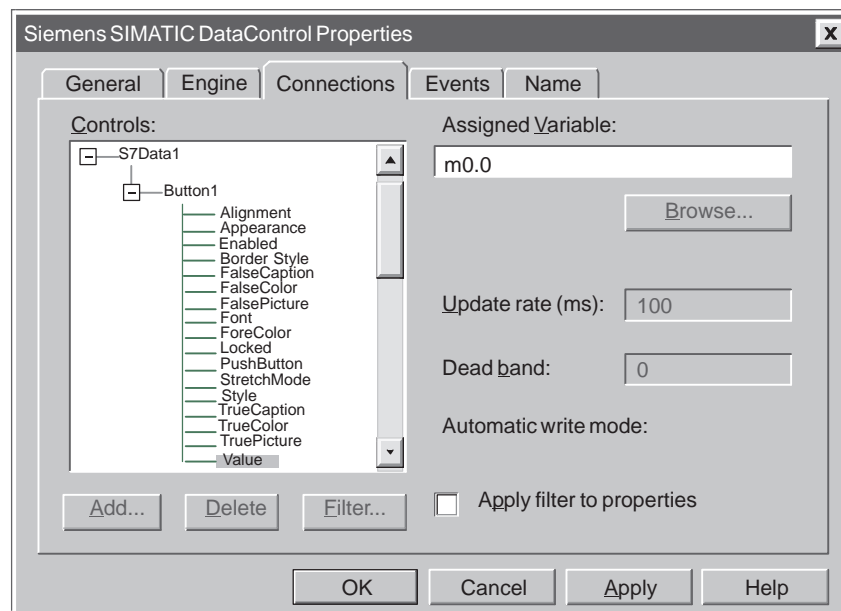 Siemens SIMATIC DataControl Properties X
General Engine Connections Events Name
Controls:
S7Data1
Button1
Alignment
Appearance
Enabled
Border Style
FalseCaption
FalseColor
FalsePicture
Font
ForeColor
Locked
PushButton
StretchMode
Style
TrueCaption
TrueColor
TruePicture
Value
Add... Delete Filter...
Assigned Variable:
m0.0
Browse...
Update rate (ms): 100
Dead band: 0
Automatic write mode:
Apply filter to properties
OK Cancel Apply Help